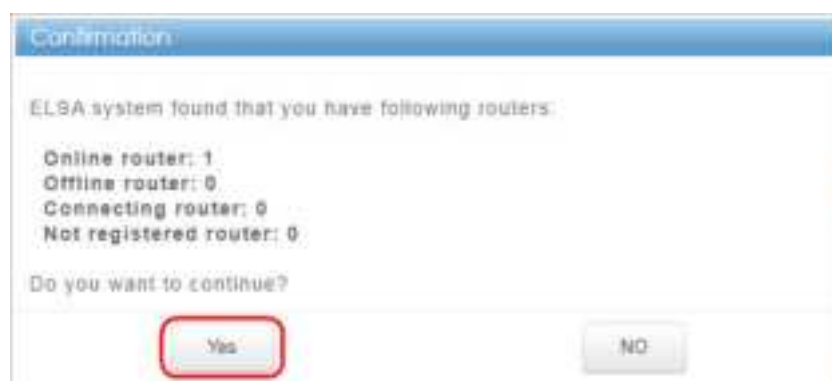 Confirmation
ELSA system found that you have following routers:
Online router: 1
Offline router: 0
Connecting router: 0
Not registered router: 0
Do you want to continue?
Yes
NO